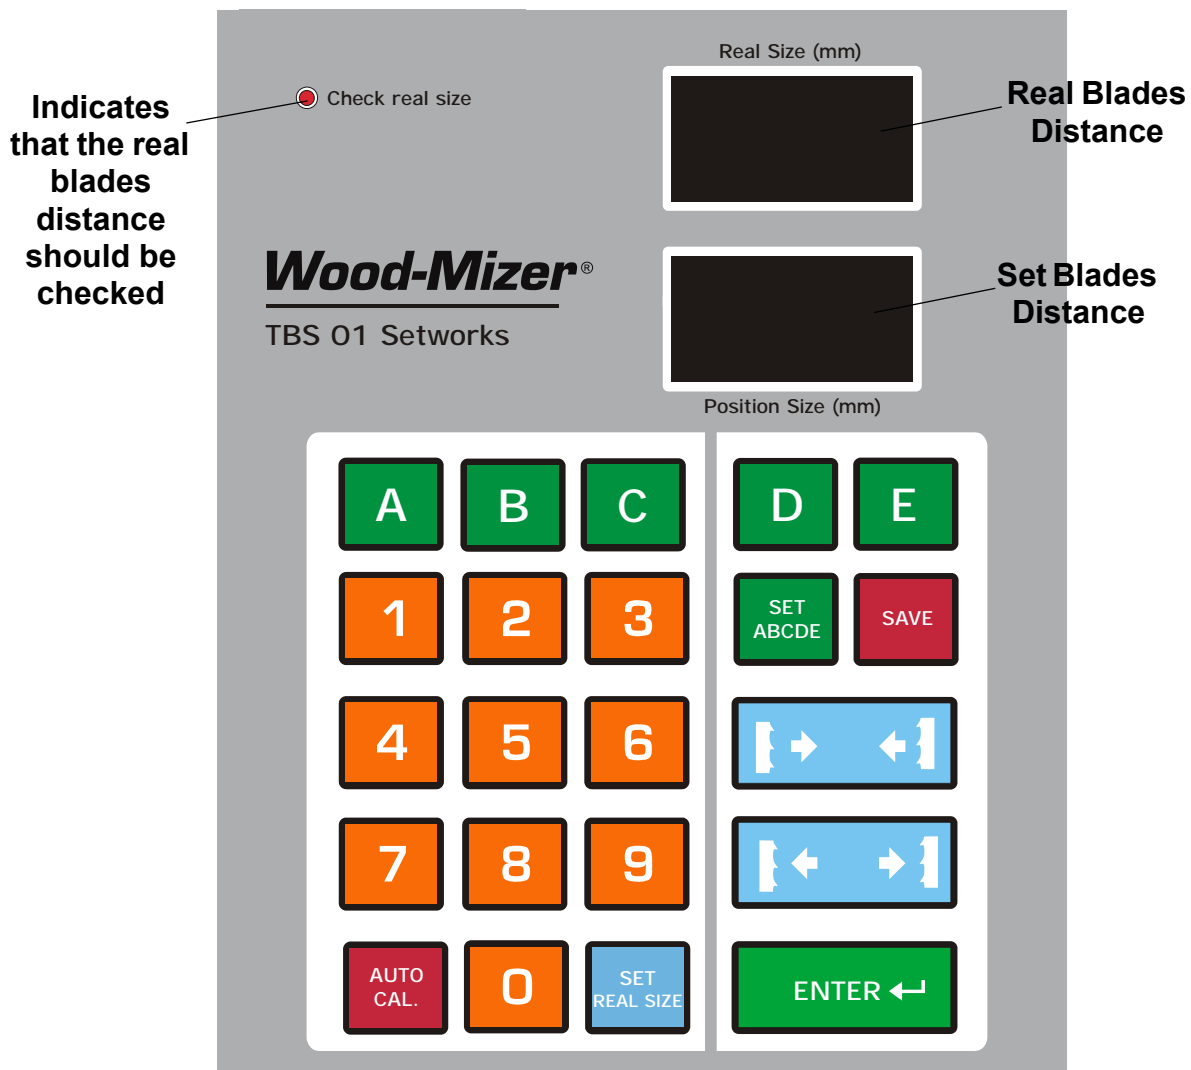 Real Size (mm)
Check real size
Indicates
that the real
blades
distance
should be
checked
Real Blades
Distance
Wood-Mizer®
TBS 01 Setworks
Set Blades
Distance
Position Size (mm)
A B C D E
1 2 3
SET
ABCDE
SAVE
4 5 6
7 8 9
AUTO
CAL.
0
SET
REAL SIZE
ENTER